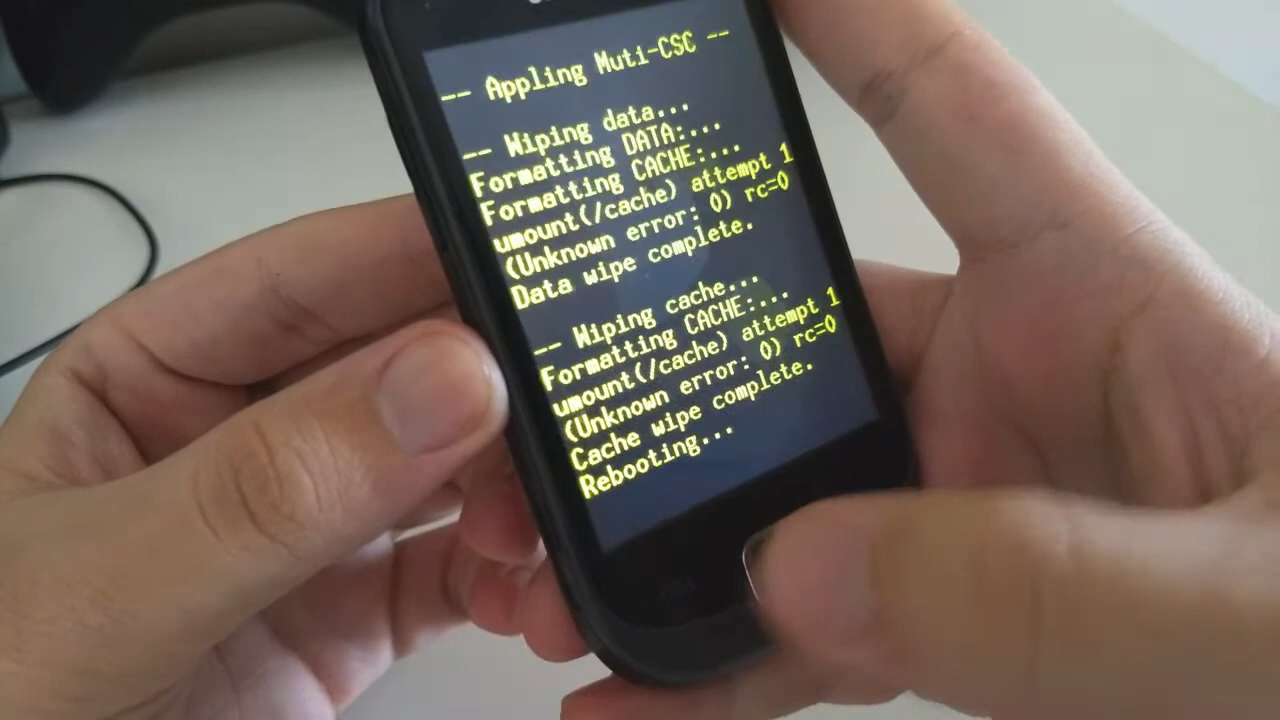 -- Appling Muti-CSC --
-- Wiping data...
Formatting DATA:...
Formatting CACHE:...
umount(/cache) attempt 1
(Unknown error: 0) rc=0
Data wipe complete.
-- Wiping cache...
Formatting CACHE:...
umount(/cache) attempt 1
(Unknown error: 0) rc=0
Cache wipe complete.
Rebooting...